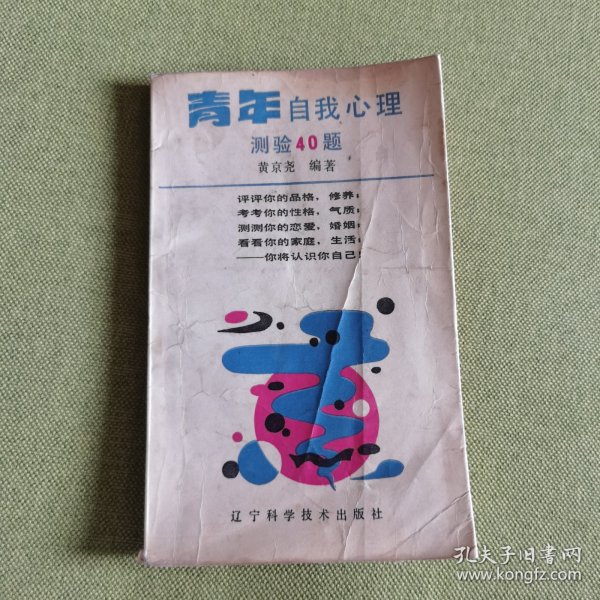 青年自我心理
测验40题
黄京尧 编著
评评你的品格，修养；
考考你的性格，气质；
测测你的恋爱，婚姻；
看看你的家庭，生活；
——你将认识你自己！
辽宁科学技术出版社
孔夫子旧书网
www.kongfz.com